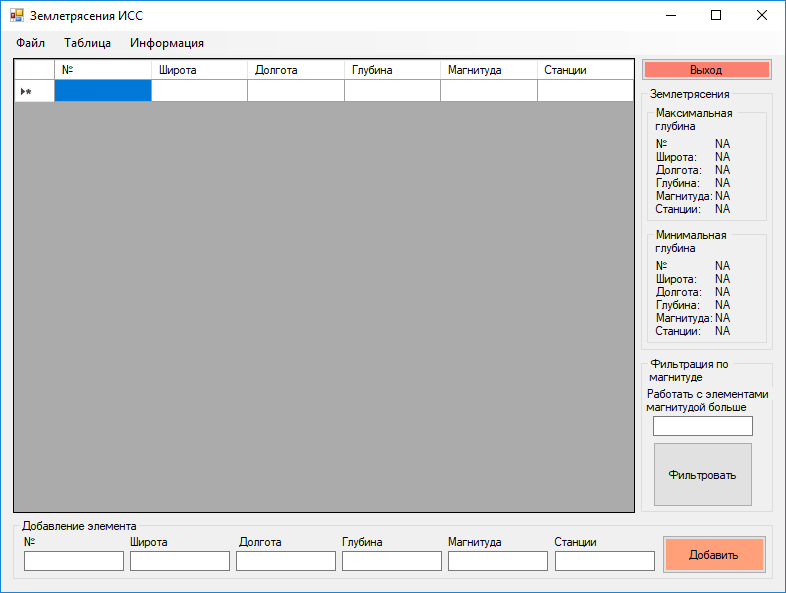 Землетрясения ИСС
Файл Таблица Информация
№ Широта Долгота Глубина Магнитуда Станции
Выход
Землетрясения
Максимальная
глубина
№ NA
Широта: NA
Долгота: NA
Глубина: NA
Магнитуда: NA
Станции: NA
Минимальная
глубина
№ NA
Широта: NA
Долгота: NA
Глубина: NA
Магнитуда: NA
Станции: NA
Фильтрация по
магнитуде
Работать с элементами
магнитудой больше
Фильтровать
Добавление элемента
№ Широта Долгота Глубина Магнитуда Станции
Добавить